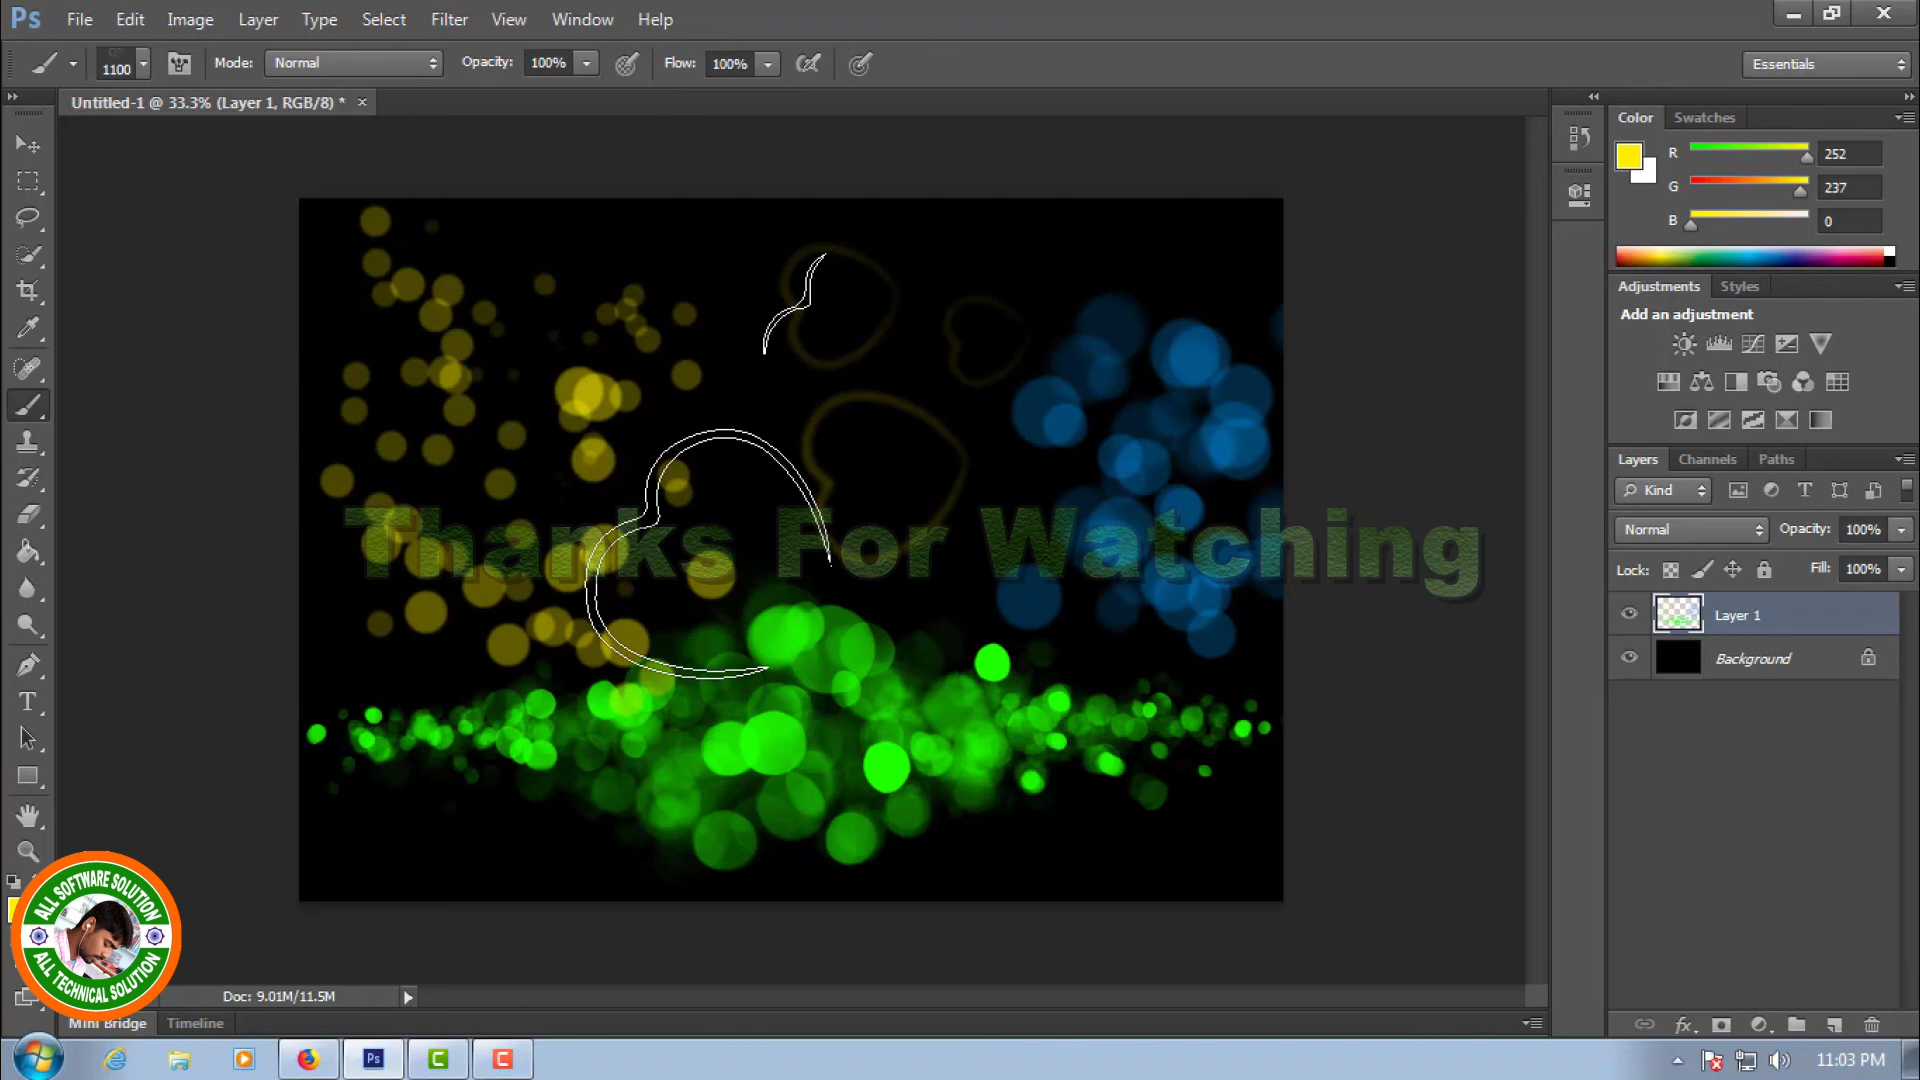 Ps File Edit Image Layer Type Select Filter View Window Help
1100 Mode: Normal Opacity: 100% Flow: 100% Essentials
Untitled-1 @ 33.3% (Layer 1, RGB/8) * ×
Color Swatches
R 252
G 237
B 0
Adjustments Styles
Add an adjustment
Layers Channels Paths
Kind
Normal Opacity: 100%
Lock: Fill: 100%
Layer 1
Background
Thanks For Watching
ALL SOFTWARE SOLUTION
ALL TECHNICAL SOLUTION
Doc: 9.01M/11.5M
Mini Bridge Timeline
Ps C C 11:03 PM